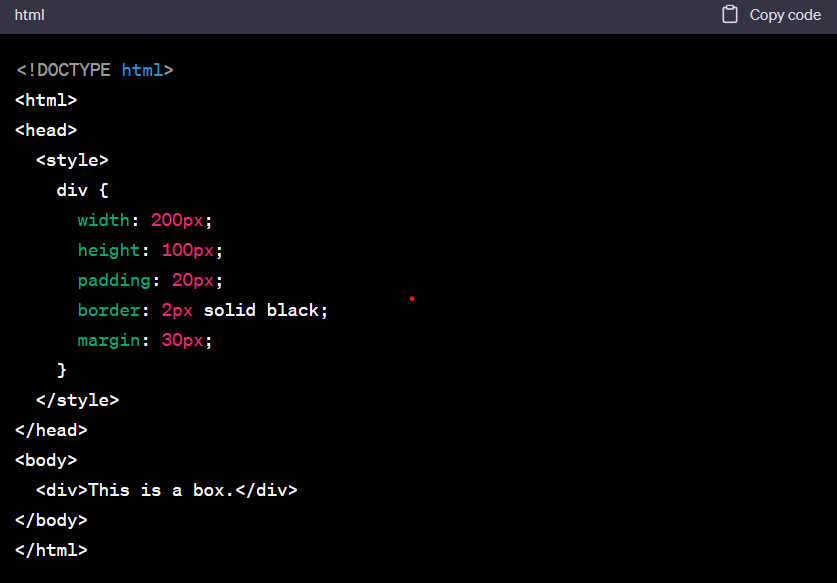 html
Copy code
<!DOCTYPE html>
<html>
<head>
  <style>
    div {
      width: 200px;
      height: 100px;
      padding: 20px;
      border: 2px solid black;
      margin: 30px;
    }
  </style>
</head>
<body>
  <div>This is a box.</div>
</body>
</html>